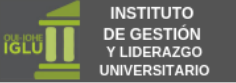 OUI-IOHE
IGLU
INSTITUTO
DE GESTIÓN
Y LIDERAZGO
UNIVERSITARIO